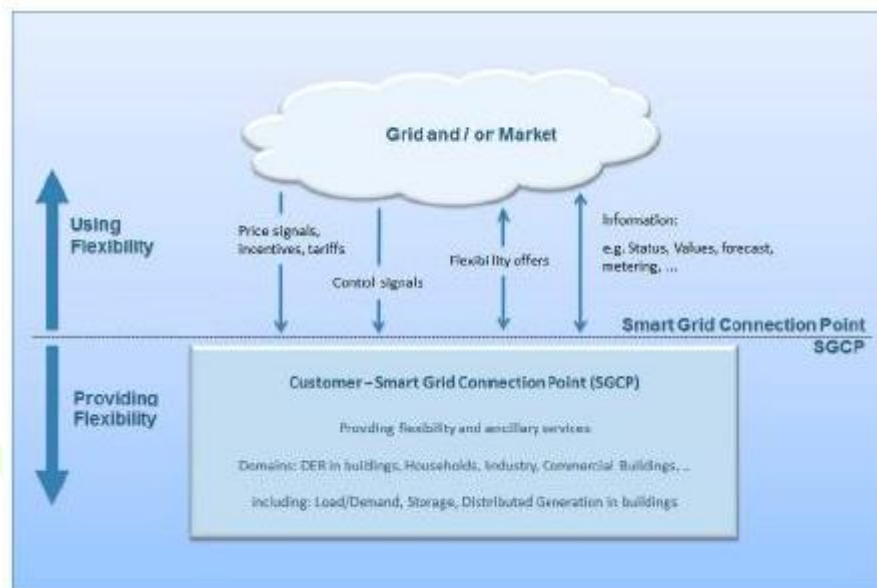 Grid and / or Market
Using
Flexibility
Price signals,
incentives, tariffs
Control signals
Flexibility offers
Information:
e.g. Status, Values, forecast,
metering, ...
Smart Grid Connection Point
SGCP
Providing
Flexibility
Customer – Smart Grid Connection Point (SGCP)
Providing flexibility and ancillary services
Domains: DER in buildings, Households, Industry, Commercial Buildings, ..
including: Load/Demand, Storage, Distributed Generation in buildings